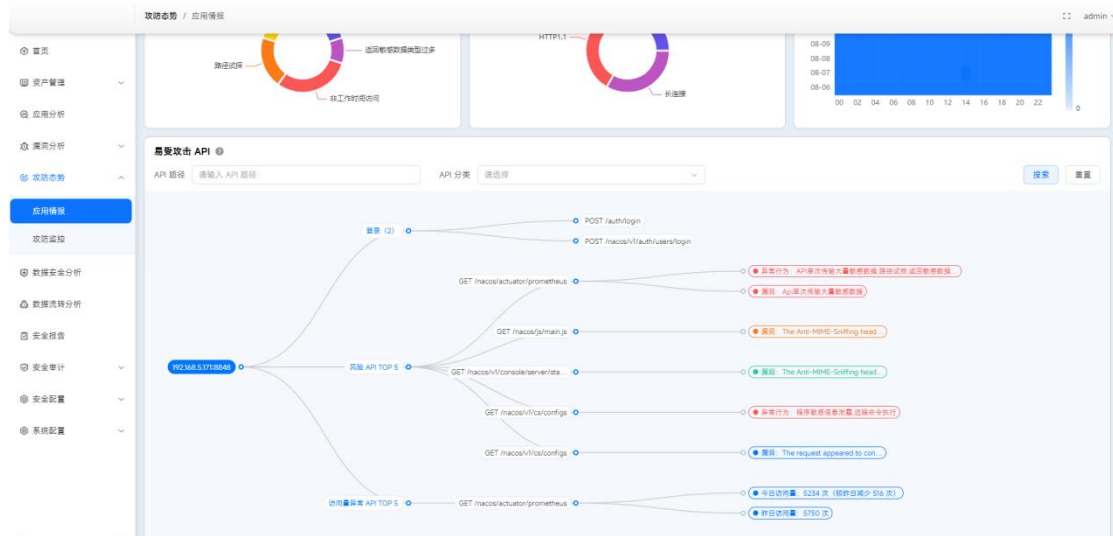 攻防态势 / 应用情报
admin
首页
资产管理
应用分析
漏洞分析
攻防态势
应用情报
攻防监控
数据安全分析
数据流转分析
安全报告
安全审计
安全配置
系统配置
返回敏感数据类型过多
路径试探
非工作时间访问
HTTP1.1
长连接
08-09
08-08
08-07
08-06
00 02 04 06 08 10 12 14 16 18 20 22
0
易受攻击 API
API 路径 请输入 API 路径 API 分类 请选择 搜索 重置
192.168.5.171:8848
登录 (2)
POST /auth/login
POST /nacos/v1/auth/users/login
风险 API TOP 5
GET /nacos/actuator/prometheus
异常行为: API单次传输大量敏感数据,路径试探,返回敏感数据...
漏洞: Api单次传输大量敏感数据
GET /nacos/js/main.js
漏洞: The Anti-MIME-Sniffing head...
GET /nacos/v1/console/server/sta...
漏洞: The Anti-MIME-Sniffing head...
GET /nacos/v1/cs/configs
异常行为: 程序敏感信息泄露,远程命令执行
GET /nacos/v1/cs/configs
漏洞: The request appeared to con...
访问量异常 API TOP 5
GET /nacos/actuator/prometheus
今日访问量: 5234 次 (较昨日减少 516 次)
昨日访问量: 5750 次